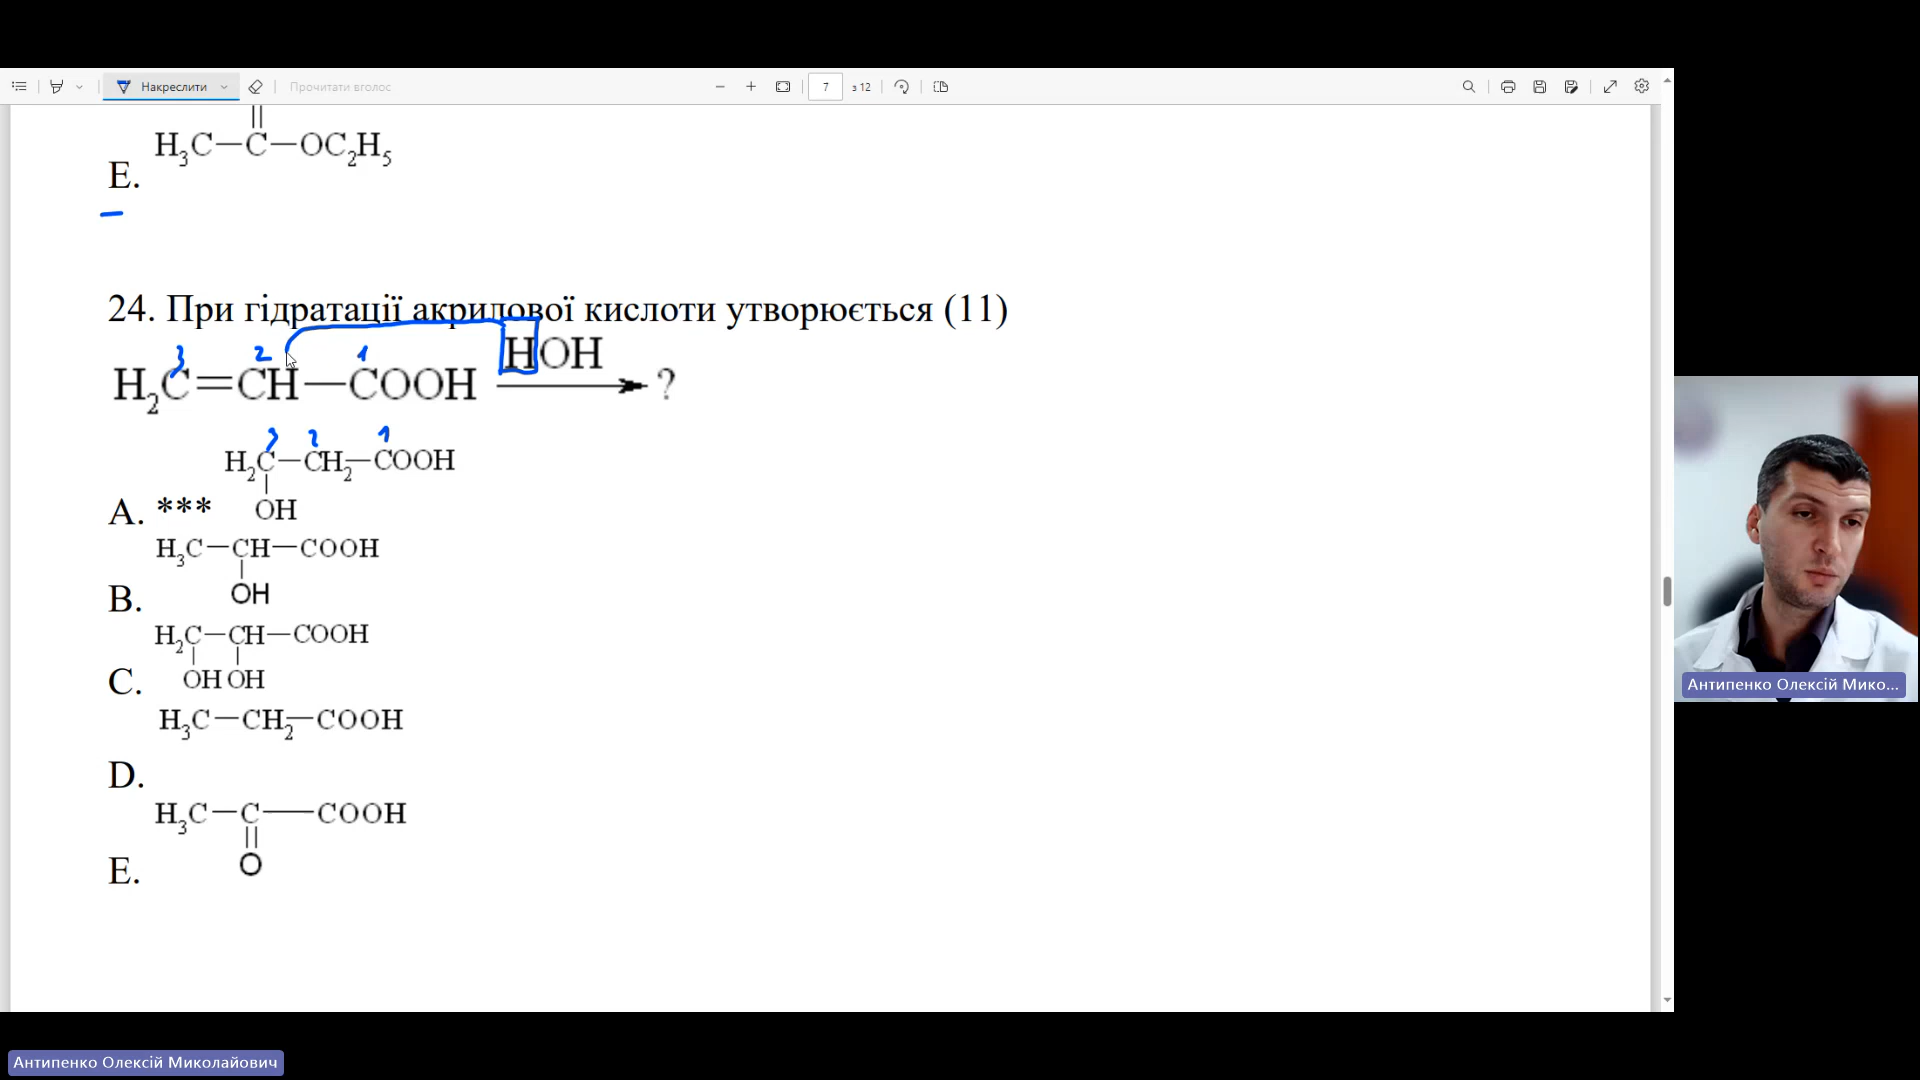 Накреслити Прочитати вголос 7 з 12
H₃C—C—OC₂H₅
E.
24. При гідратації акрилової кислоти утворюється (11)
3 2 1 HOH
H₂C=CH—COOH ?
3 2 1
H₂C—CH₂—COOH
A. *** OH
H₃C—CH—COOH
B. OH
H₂C—CH—COOH
C. OH OH
H₃C—CH₂—COOH
D.
H₃C—C—COOH
O
E.
Антипенко Олексій Мико...
Антипенко Олексій Миколайович